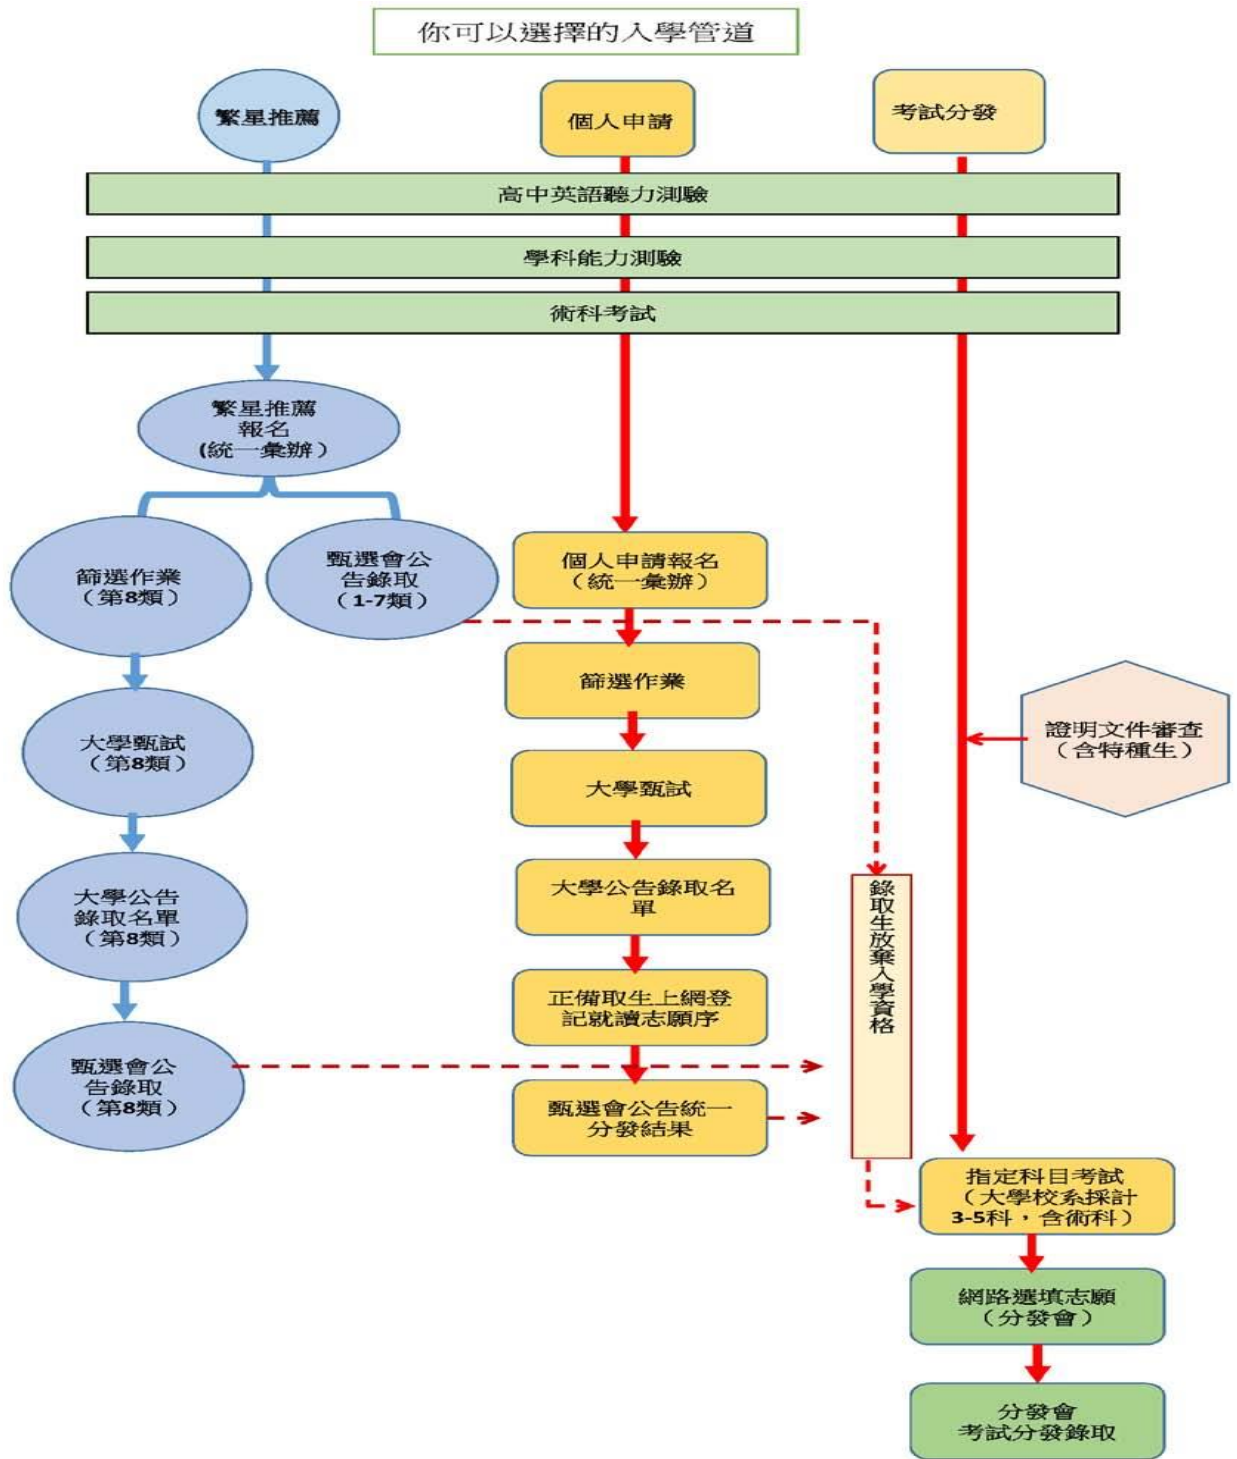 你可以選擇的入學管道
繁星推薦
個人申請
考試分發
高中英語聽力測驗
學科能力測驗
術科考試
繁星推薦
報名
(統一彙辦）
篩選作業
（第8類）
甄選會公
告錄取
（1-7類）
個人申請報名
（統一彙辦）
篩選作業
大學甄試
（第8類）
大學甄試
證明文件審查
（含特種生）
大學公告
錄取名單
（第8類）
大學公告錄取名
單
錄取生放棄入學資格
正備取生上網登
記就讀志願序
甄選會公
告錄取
（第8類）
甄選會公告統一
分發結果
指定科目考試
（大學校系採計
3-5科，含術科）
網路選填志願
（分發會）
分發會
考試分發錄取